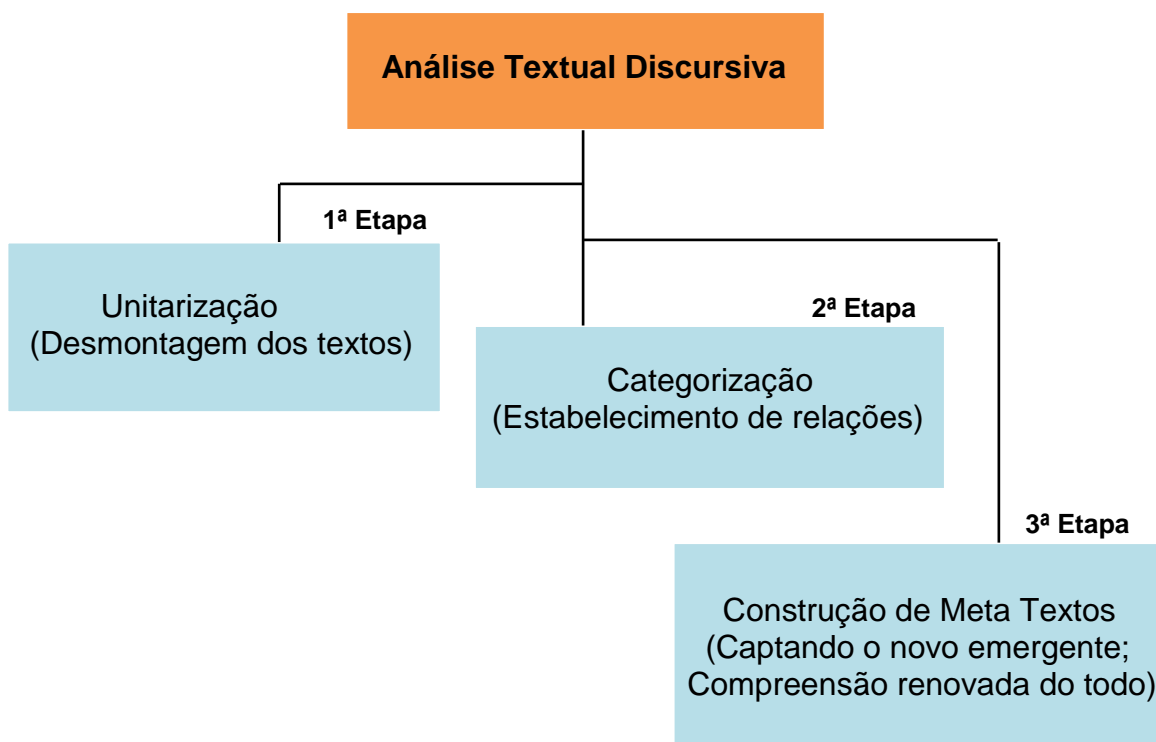 Análise Textual Discursiva
1ª Etapa
Unitarização
(Desmontagem dos textos)
2ª Etapa
Categorização
(Estabelecimento de relações)
3ª Etapa
Construção de Meta Textos
(Captando o novo emergente;
Compreensão renovada do todo)